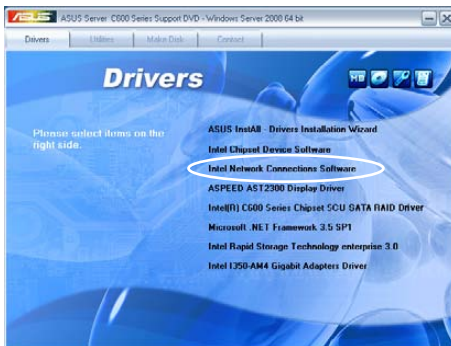 ASUS Server C600 Series Support DVD - Windows Server 2008 64 bit
Drivers Utilities Make Disk Contact
Drivers
Please select items on the
right side.
ASUS InstAll - Drivers Installation Wizard
Intel Chipset Device Software
Intel Network Connections Software
ASPEED AST2300 Display Driver
Intel(R) C600 Series Chipset SCU SATA RAID Driver
Microsoft .NET Framework 3.5 SP1
Intel Rapid Storage Technology enterprise 3.0
Intel I350-AM4 Gigabit Adapters Driver